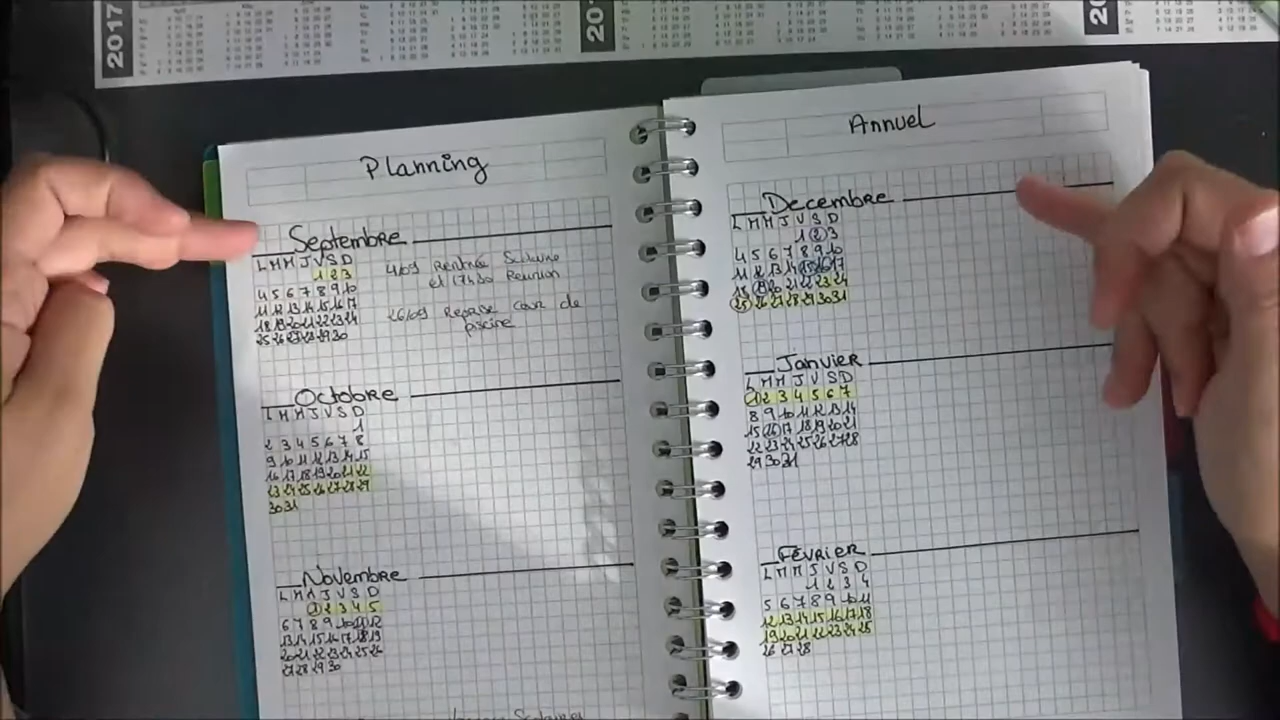 2017
Planning
Septembre
L M M J V S D
1 2 3
4 5 6 7 8 9 10
11 12 13 14 15 16 17
18 19 20 21 22 23 24
25 26 27 28 29 30
4/09 Rentrée Scolaire
et 17h30 Réunion
26/09 Reprise cour de
piscine
Octobre
L M M J V S D
1
2 3 4 5 6 7 8
9 10 11 12 13 14 15
16 17 18 19 20 21 22
23 24 25 26 27 28 29
30 31
Novembre
L M M J V S D
1 2 3 4 5
6 7 8 9 10 11 12
13 14 15 16 17 18 19
20 21 22 23 24 25 26
27 28 29 30
Annuel
Decembre
L M M J V S D
1 2 3
4 5 6 7 8 9 10
11 12 13 14 15 16 17
18 19 20 21 22 23 24
25 26 27 28 29 30 31
Janvier
L M M J V S D
1 2 3 4 5 6 7
8 9 10 11 12 13 14
15 16 17 18 19 20 21
22 23 24 25 26 27 28
29 30 31
Février
L M M J V S D
1 2 3 4
5 6 7 8 9 10 11
12 13 14 15 16 17 18
19 20 21 22 23 24 25
26 27 28